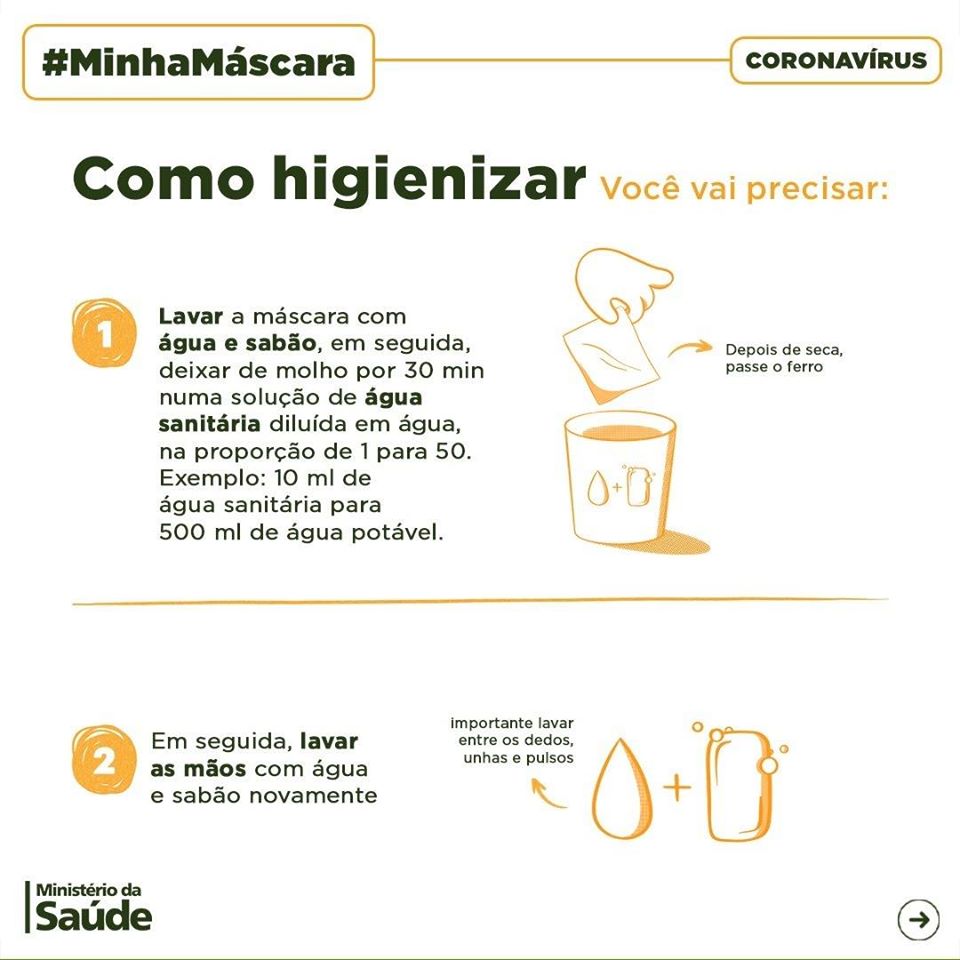 #MinhaMáscara
CORONAVÍRUS
Como higienizar Você vai precisar:
1
Lavar a máscara com
água e sabão, em seguida,
deixar de molho por 30 min
numa solução de água
sanitária diluída em água,
na proporção de 1 para 50.
Exemplo: 10 ml de
água sanitária para
500 ml de água potável.
Depois de seca,
passe o ferro
2
Em seguida, lavar
as mãos com água
e sabão novamente
importante lavar
entre os dedos,
unhas e pulsos
Ministério da
Saúde